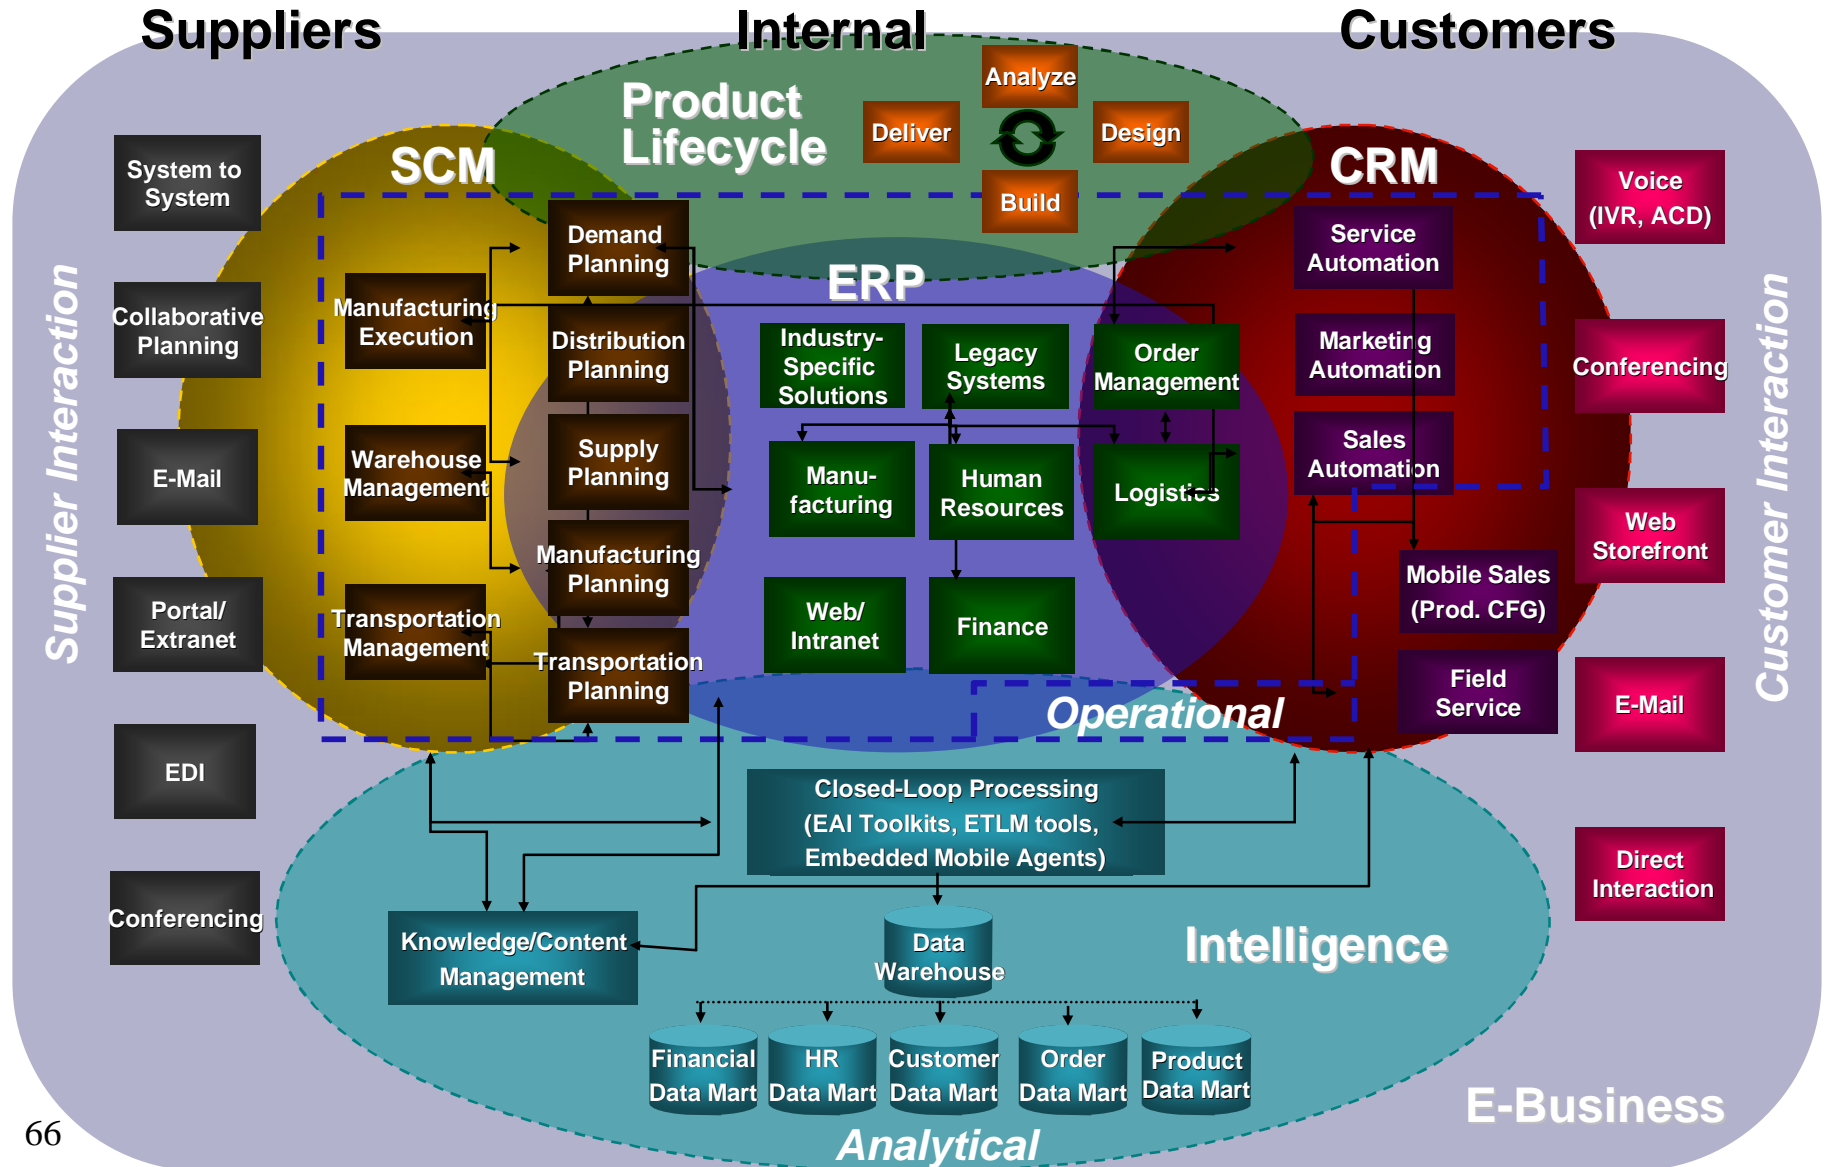 Suppliers
Internal
Customers
Product
Lifecycle
Analyze
Deliver
Design
Build
SCM
CRM
ERP
Supplier Interaction
System to
System
Collaborative
Planning
E-Mail
Portal/
Extranet
EDI
Conferencing
Manufacturing
Execution
Warehouse
Management
Transportation
Management
Demand
Planning
Distribution
Planning
Supply
Planning
Manufacturing
Planning
Transportation
Planning
Industry-
Specific
Solutions
Legacy
Systems
Order
Management
Manu-
facturing
Human
Resources
Logistics
Web/
Intranet
Finance
Service
Automation
Marketing
Automation
Sales
Automation
Mobile Sales
(Prod. CFG)
Field
Service
Voice
(IVR, ACD)
Conferencing
Web
Storefront
E-Mail
Direct
Interaction
Customer Interaction
Operational
Closed-Loop Processing
(EAI Toolkits, ETLM tools,
Embedded Mobile Agents)
Knowledge/Content
Management
Data
Warehouse
Intelligence
Financial
Data Mart
HR
Data Mart
Customer
Data Mart
Order
Data Mart
Product
Data Mart
Analytical
E-Business
66